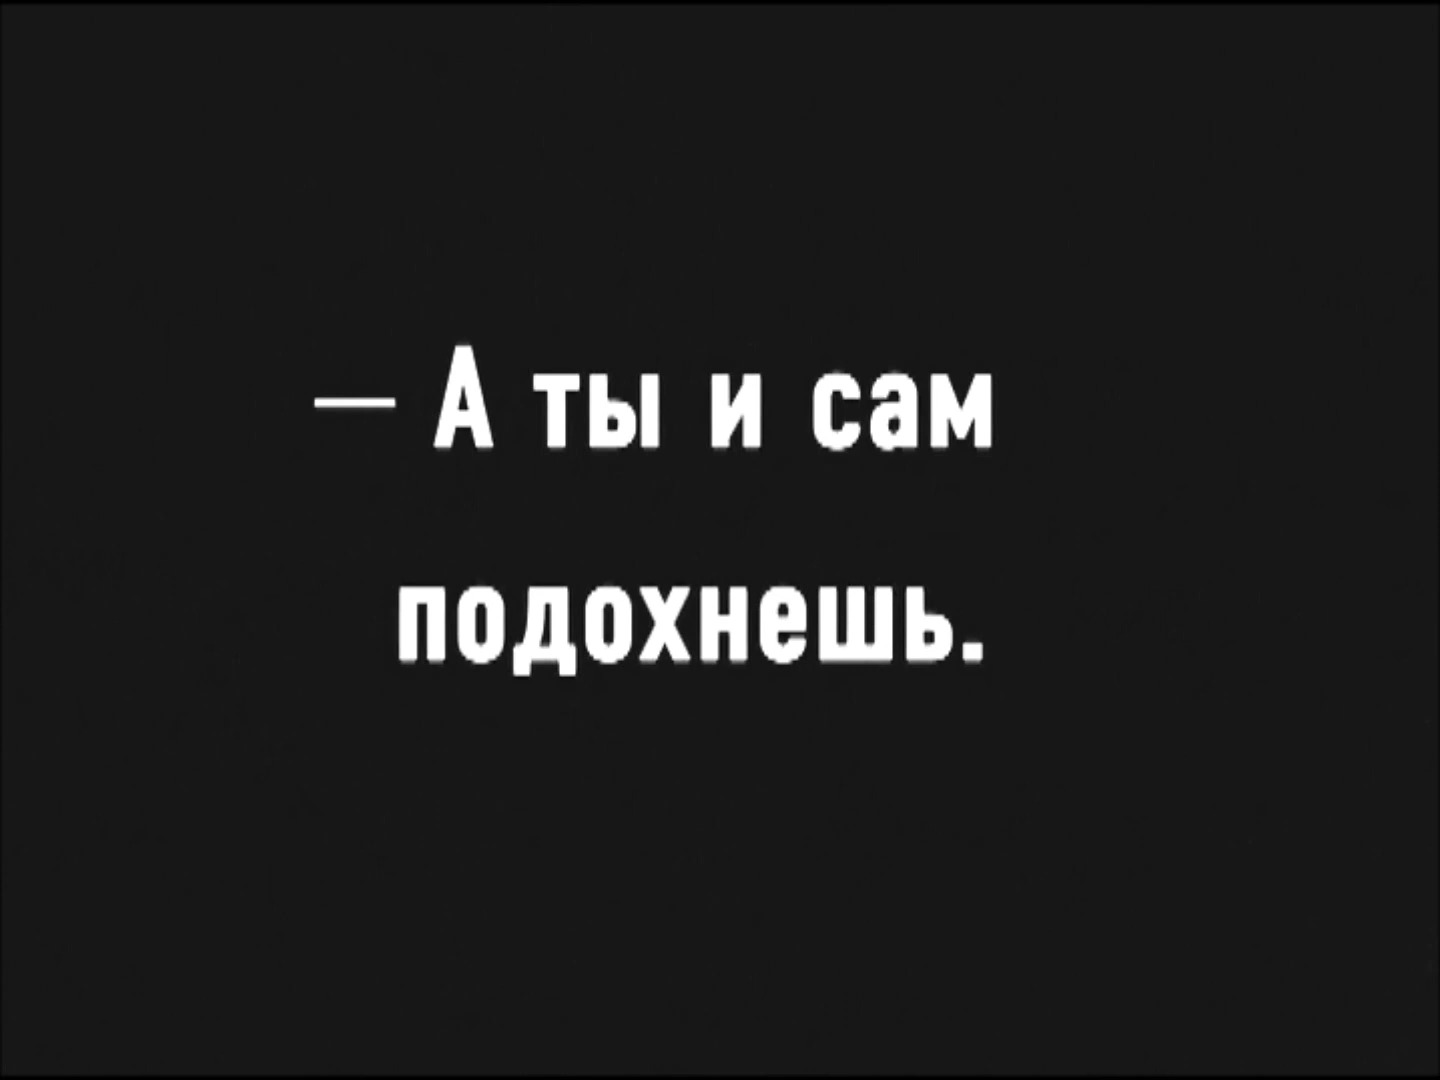 — А ты и сам
подохнешь.